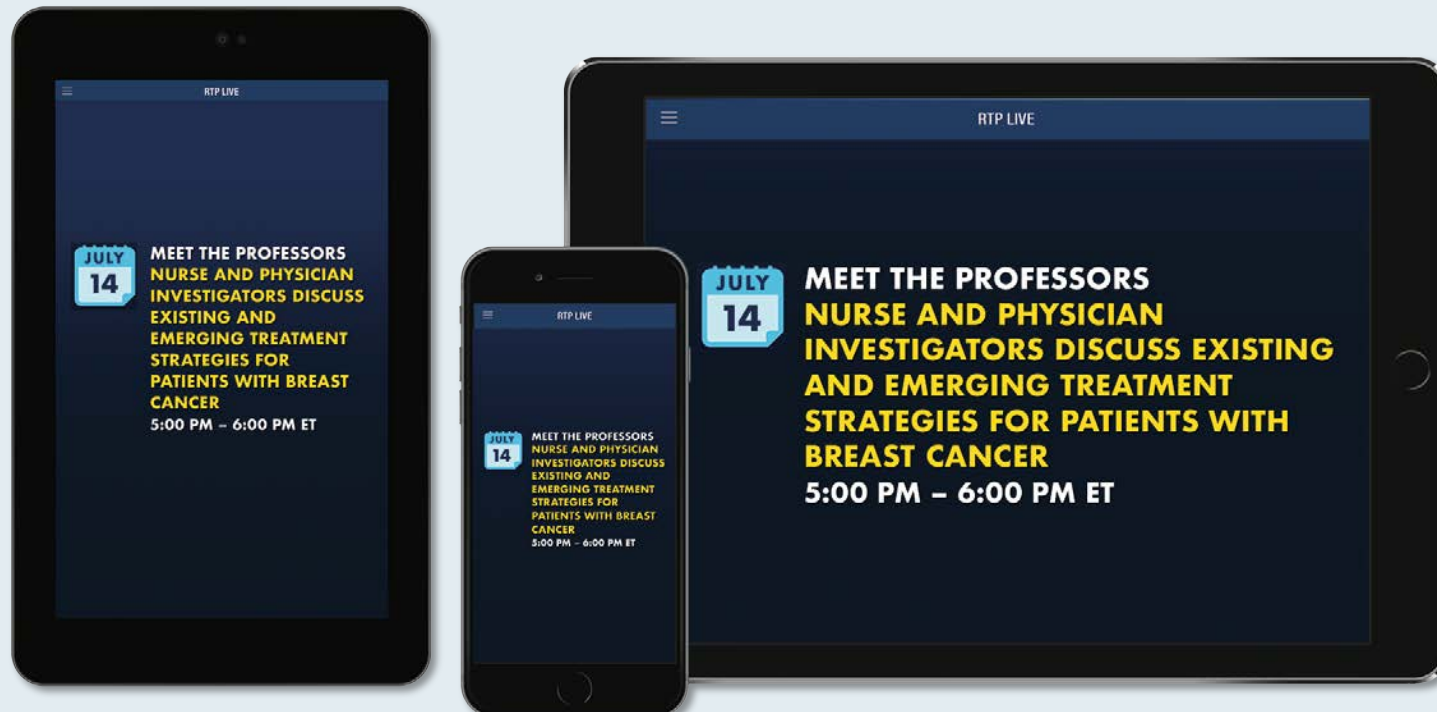 RTP LIVE
JULY
14
MEET THE PROFESSORS
NURSE AND PHYSICIAN
INVESTIGATORS DISCUSS
EXISTING AND
EMERGING TREATMENT
STRATEGIES FOR
PATIENTS WITH BREAST
CANCER
5:00 PM – 6:00 PM ET
RTP LIVE
JULY
14
MEET THE PROFESSORS
NURSE AND PHYSICIAN
INVESTIGATORS DISCUSS
EXISTING AND
EMERGING TREATMENT
STRATEGIES FOR
PATIENTS WITH BREAST
CANCER
5:00 PM – 6:00 PM ET
RTP LIVE
JULY
14
MEET THE PROFESSORS
NURSE AND PHYSICIAN
INVESTIGATORS DISCUSS EXISTING
AND EMERGING TREATMENT
STRATEGIES FOR PATIENTS WITH
BREAST CANCER
5:00 PM – 6:00 PM ET